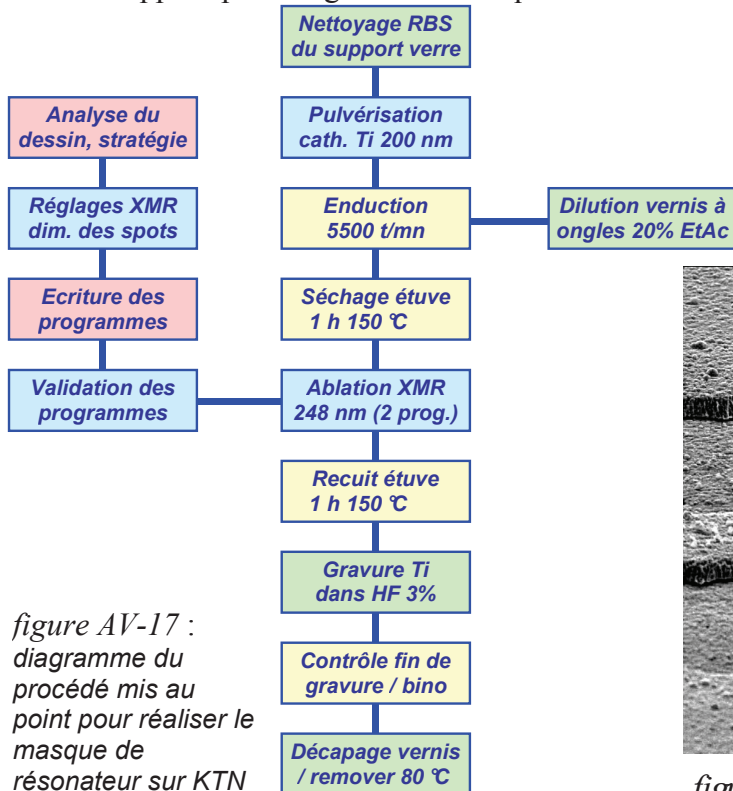 Nettoyage RBS
du support verre
Analyse du
dessin, stratégie
Pulvérisation
cath. Ti 200 nm
Réglages XMR
dim. des spots
Enduction
5500 t/mn
Dilution vernis à
ongles 20% EtAc
Ecriture des
programmes
Séchage étuve
1 h 150 °C
Validation des
programmes
Ablation XMR
248 nm (2 prog.)
Recuit étuve
1 h 150 °C
Gravure Ti
dans HF 3%
figure AV-17 :
diagramme du
procédé mis au
point pour réaliser le
masque de
résonateur sur KTN
Contrôle fin de
gravure / bino
Décapage vernis
/ remover 80 °C